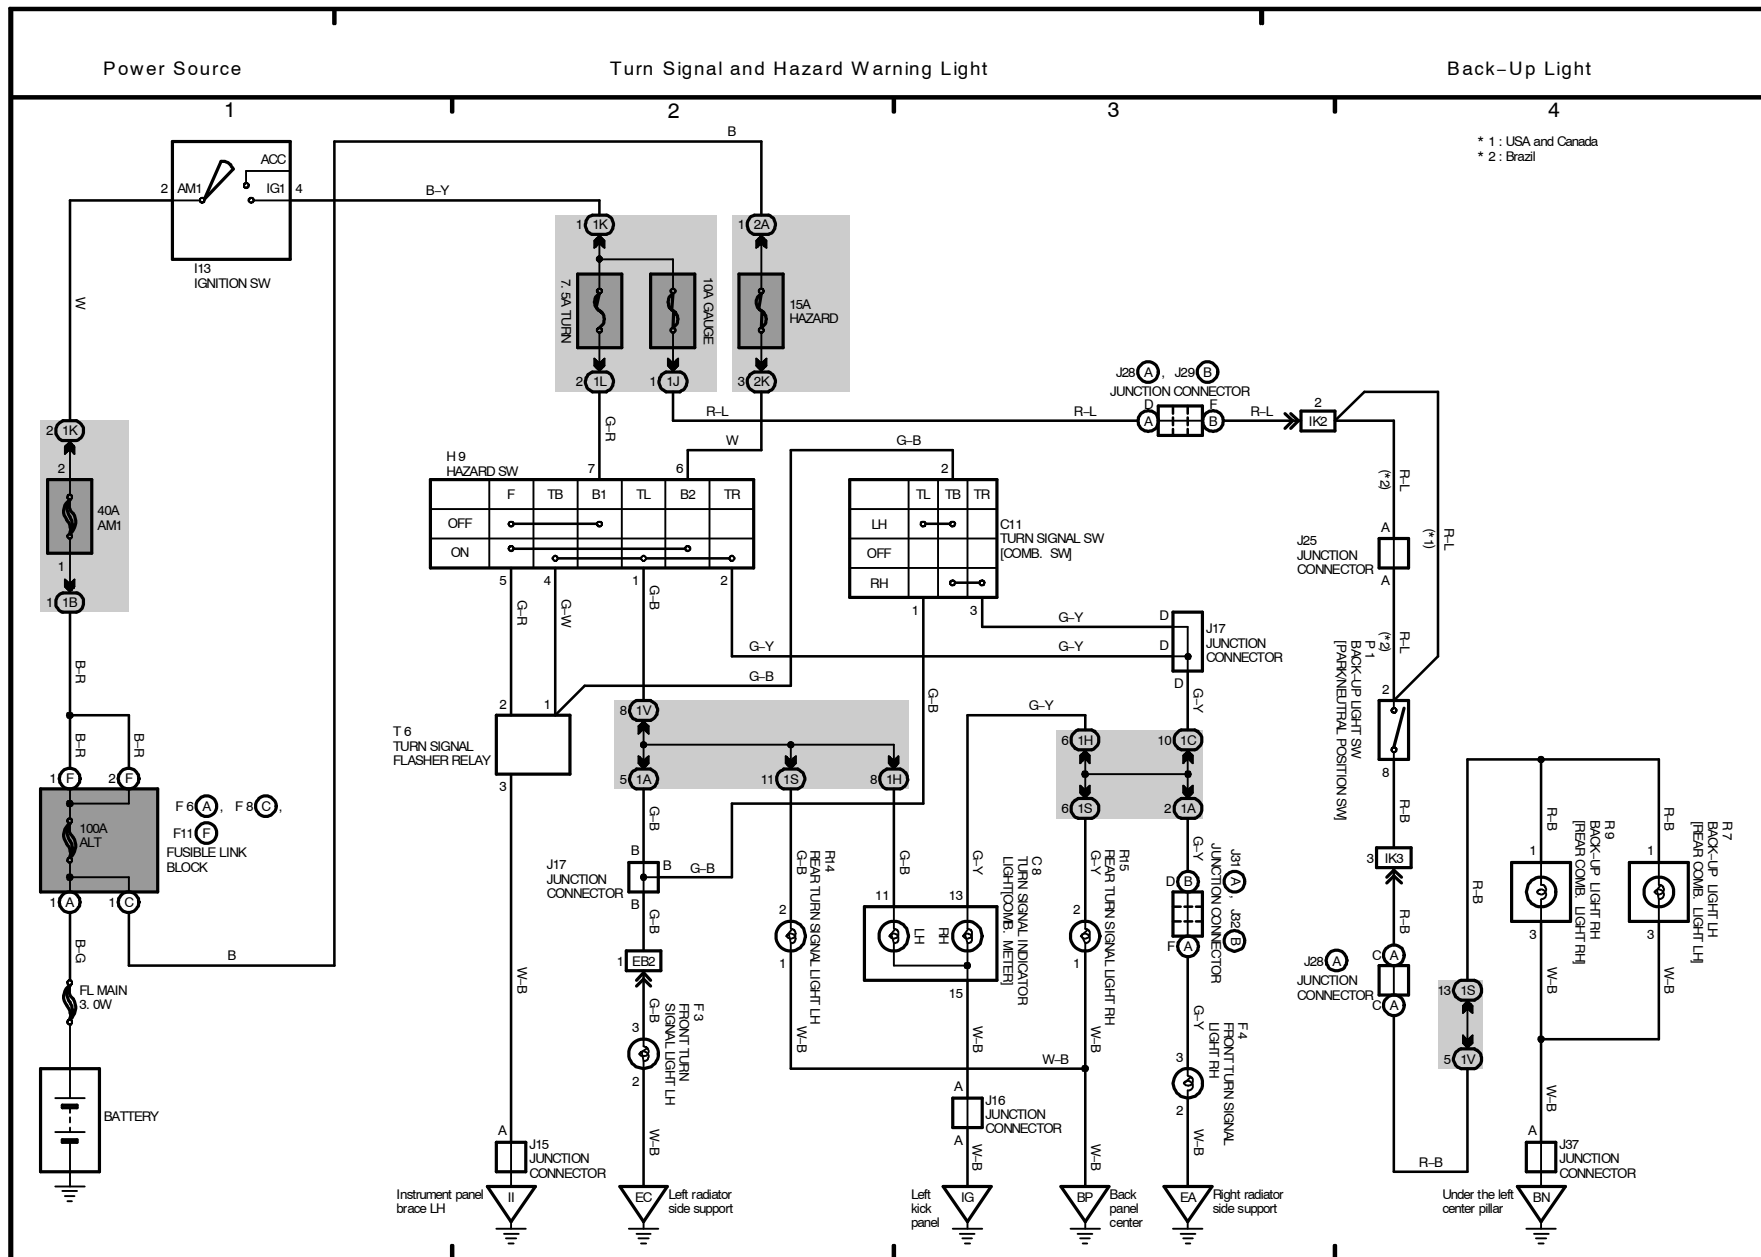 Power Source
Turn Signal and Hazard Warning Light
Back–Up Light
1
2
3
4
* 1 : USA and Canada
* 2 : Brazil
B
ACC
2
AM1
IG1
4
B–Y
I13
IGNITION SW
W
1
1K
1
2A
7. 5A TURN
10A GAUGE
15A
HAZARD
2
1L
1
1J
3
2K
J28
A
,
J29
B
JUNCTION CONNECTOR
D
F
A
B
R–L
R–L
R–L
2
IK2
G–R
W
G–B
2
1K
2
40A
AM1
1
1
1B
H 9
HAZARD SW
7
6
F
TB
B1
TL
B2
TR
OFF
ON
5
4
1
2
2
TL
TB
TR
LH
OFF
RH
C11
TURN SIGNAL SW
[COMB. SW]
1
3
R–L
(*2)
A
J25
JUNCTION
CONNECTOR
A
R–L
(*1)
R–L
(*2)
G–R
G–W
G–B
G–Y
G–Y
G–Y
D
D
J17
JUNCTION
CONNECTOR
D
G–B
G–B
G–Y
G–Y
B–R
B–R
B–R
1
F
2
F
100A
ALT
F 6
A
,
F 8
C
,
F11
F
FUSIBLE LINK
BLOCK
1
A
1
C
B–G
B
FL MAIN
3. 0W
BATTERY
2
1
T 6
TURN SIGNAL
FLASHER RELAY
3
8
1V
5
1A
11
1S
8
1H
6
1H
10
1C
6
1S
2
1A
P 1
BACK–UP LIGHT SW
[PARK/NEUTRAL POSITION SW]
2
8
R–B
3
IK3
R–B
J28
A
JUNCTION
CONNECTOR
C
A
C
A
G–B
J17
JUNCTION
CONNECTOR
B
B
G–B
B
G–B
1
EB2
G–B
3
F 3
FRONT TURN
SIGNAL LIGHT LH
2
W–B
G–B
R14
REAR TURN SIGNAL LIGHT LH
2
1
W–B
G–B
G–Y
11
13
LH
RH
15
C 8
TURN SIGNAL INDICATOR
LIGHT[COMB. METER]
W–B
G–Y
R15
REAR TURN SIGNAL LIGHT RH
2
1
W–B
W–B
G–Y
J31
A
,
J32
B
JUNCTION CONNECTOR
D
B
F
A
G–Y
F 4
FRONT TURN SIGNAL
LIGHT RH
3
2
W–B
R–B
13
1S
5
1V
R–B
R–B
R–B
1
R 9
BACK–UP LIGHT RH
[REAR COMB. LIGHT RH]
3
W–B
1
R 7
BACK–UP LIGHT LH
[REAR COMB. LIGHT LH]
3
W–B
W–B
W–B
A
J15
JUNCTION
CONNECTOR
A
J16
JUNCTION
CONNECTOR
A
W–B
W–B
A
J37
JUNCTION
CONNECTOR
Instrument panel
brace LH
II
EC
Left radiator
side support
Left
kick
panel
IG
BP
Back
panel
center
EA
Right radiator
side support
Under the left
center pillar
BN